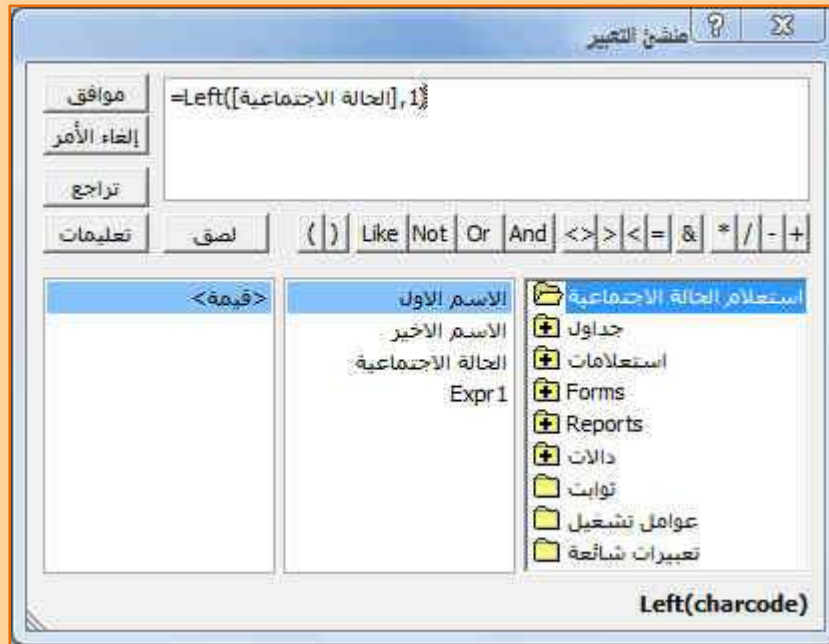 منشئ التعبير
=Left([الحالة الاجتماعية],1)
موافق
إلغاء الأمر
تراجع
تعليمات
لصق
( ) Like Not Or And <> > < = & * / - +
استعلام الحالة الاجتماعية
جداول
استعلامات
Forms
Reports
دالات
ثوابت
عوامل تشغيل
تعبيرات شائعة
الاسم الاول
الاسم الاخير
الحالة الاجتماعية
Expr1
<قيمة>
Left(charcode)